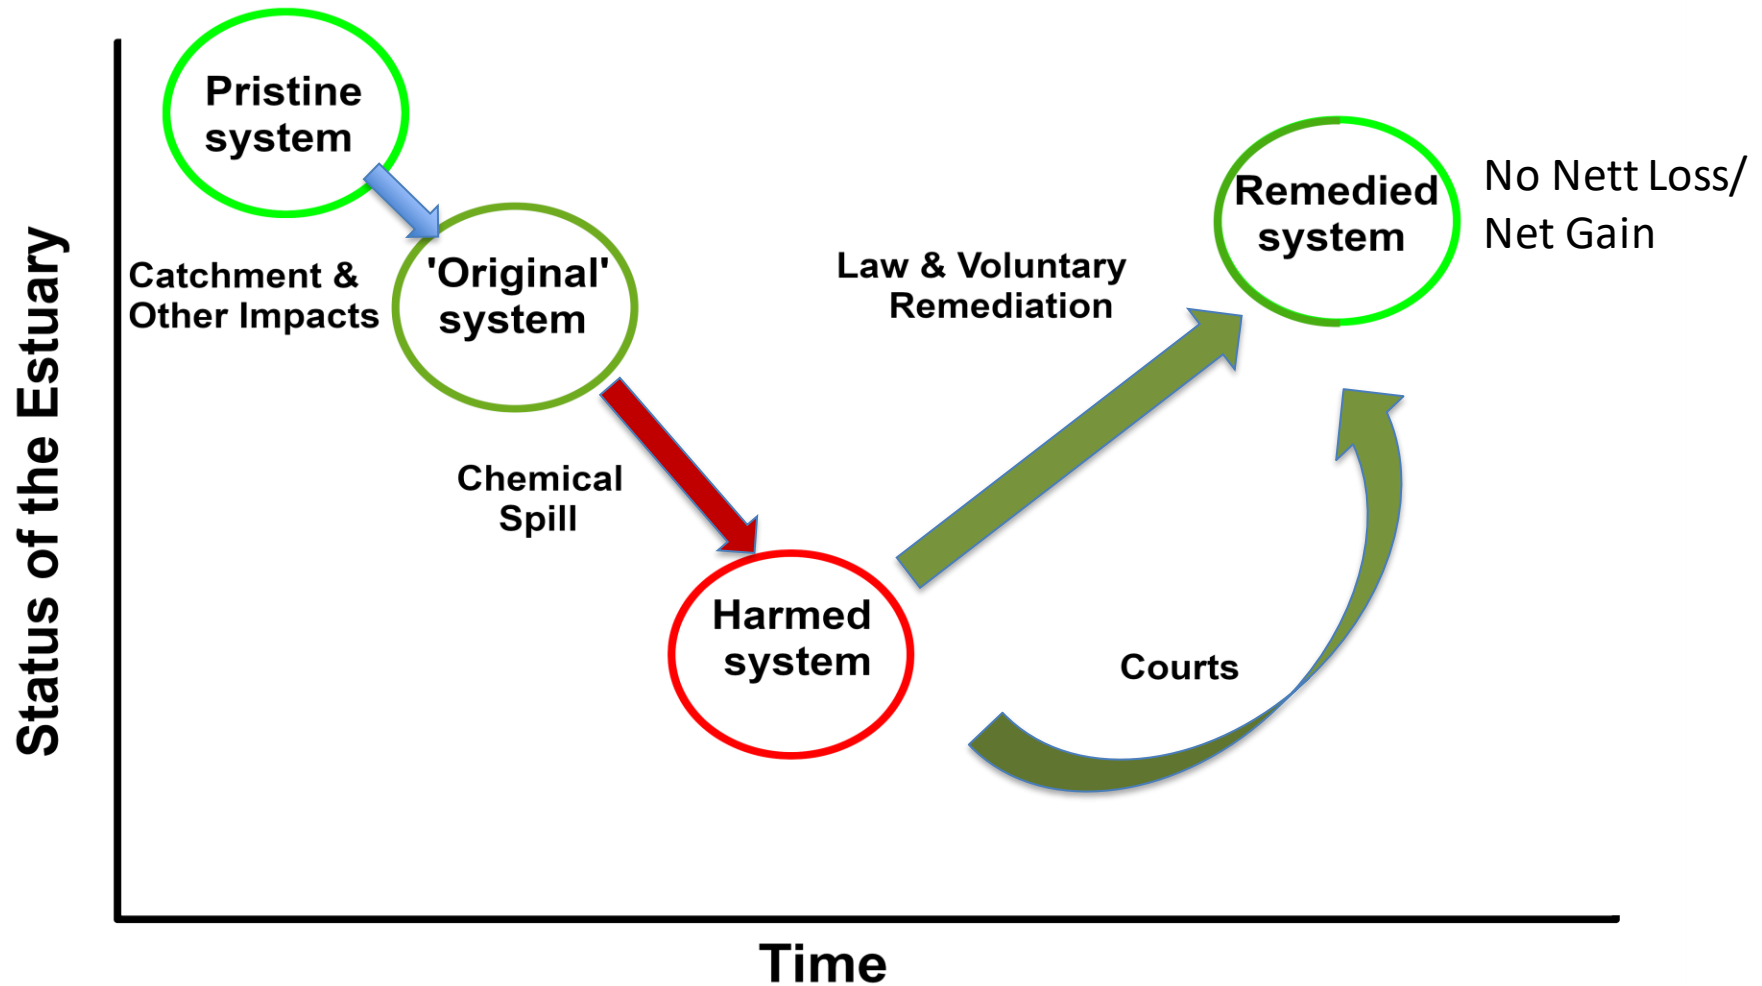 Pristine
system
Catchment &
Other Impacts
'Original'
system
Chemical
Spill
Harmed
system
Law & Voluntary
Remediation
Courts
Remedied
system
No Nett Loss/
Net Gain
Status of the Estuary
Time